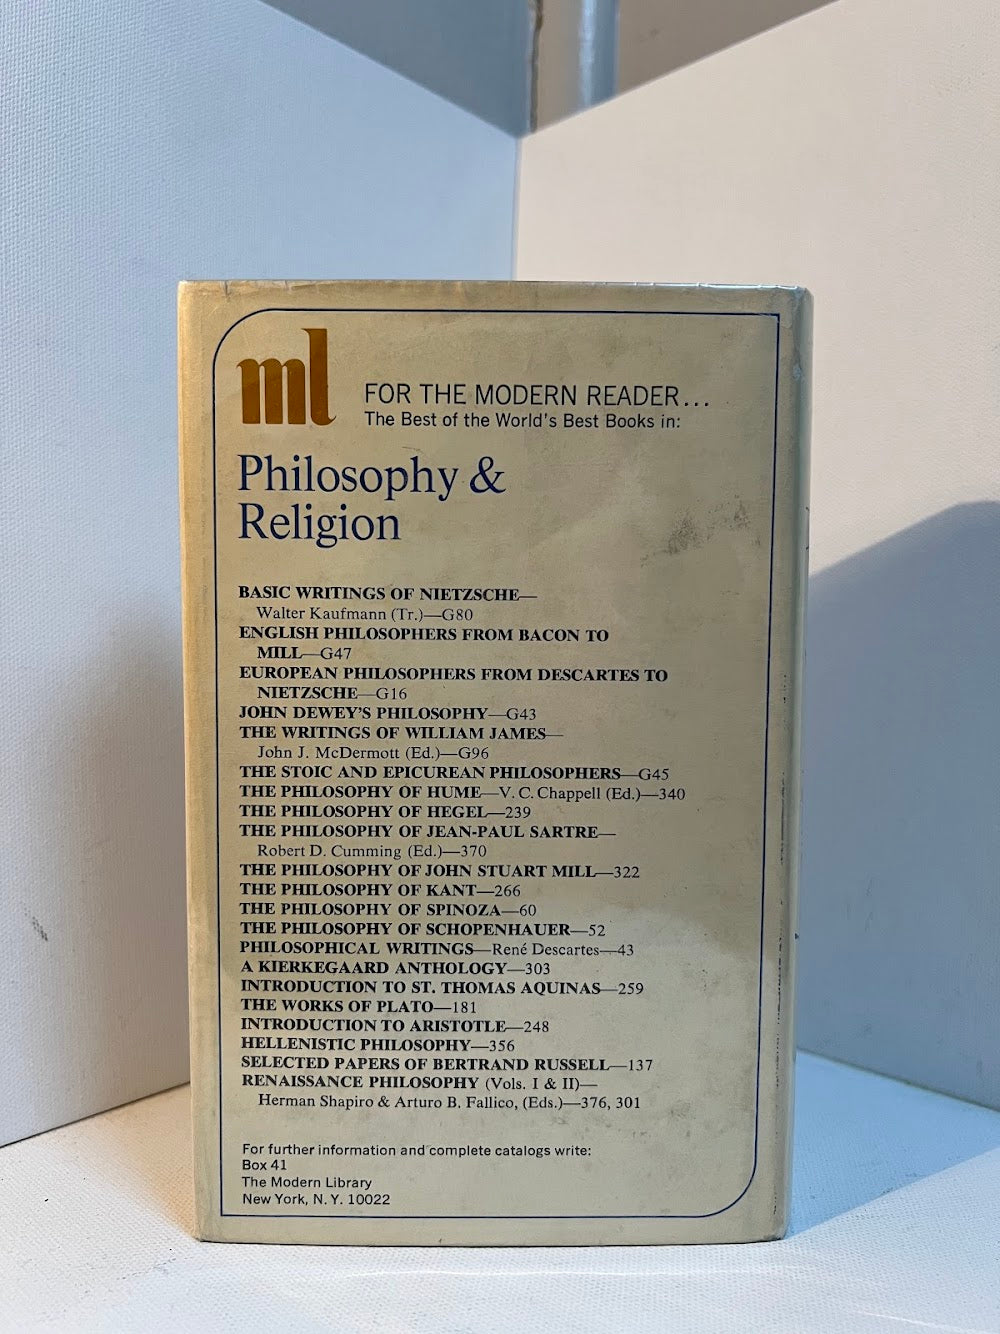 ml
FOR THE MODERN READER...
The Best of the World's Best Books in:
Philosophy &
Religion
BASIC WRITINGS OF NIETZSCHE—
Walter Kaufmann (Tr.)—G80
ENGLISH PHILOSOPHERS FROM BACON TO
MILL—G47
EUROPEAN PHILOSOPHERS FROM DESCARTES TO
NIETZSCHE—G16
JOHN DEWEY'S PHILOSOPHY—G43
THE WRITINGS OF WILLIAM JAMES—
John J. McDermott (Ed.)—G96
THE STOIC AND EPICUREAN PHILOSOPHERS—G45
THE PHILOSOPHY OF HUME—V. C. Chappell (Ed.)—340
THE PHILOSOPHY OF HEGEL—239
THE PHILOSOPHY OF JEAN-PAUL SARTRE—
Robert D. Cumming (Ed.)—370
THE PHILOSOPHY OF JOHN STUART MILL—322
THE PHILOSOPHY OF KANT—266
THE PHILOSOPHY OF SPINOZA—60
THE PHILOSOPHY OF SCHOPENHAUER—52
PHILOSOPHICAL WRITINGS—René Descartes—43
A KIERKEGAARD ANTHOLOGY—303
INTRODUCTION TO ST. THOMAS AQUINAS—259
THE WORKS OF PLATO—181
INTRODUCTION TO ARISTOTLE—248
HELLENISTIC PHILOSOPHY—356
SELECTED PAPERS OF BERTRAND RUSSELL—137
RENAISSANCE PHILOSOPHY (Vols. I & II)—
Herman Shapiro & Arturo B. Fallico, (Eds.)—376, 301
For further information and complete catalogs write:
Box 41
The Modern Library
New York, N. Y. 10022